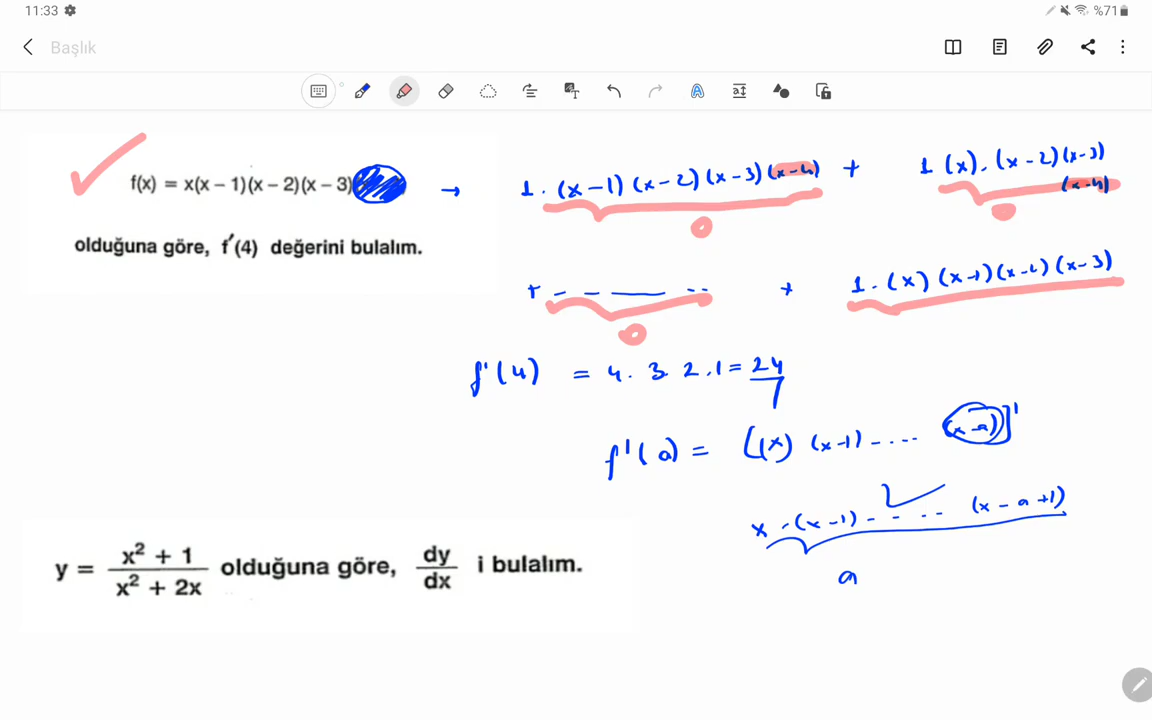 11:33
%71
Başlık
f(x) = x(x – 1)(x – 2)(x – 3)
→ 1 · (x–1) (x–2) (x–3) (x–4) + 1 (x) · (x–2) (x–3) (x–4)
olduğuna göre, f'(4) değerini bulalım.
0 0
+ – – — -- + 1 · (x) (x–1) (x–2) (x–3)
0
f'(4) = 4 · 3 · 2 · 1 = 24
f'(a) = [(x) (x–1) – ···· (x–a)]'
x · (x–1) – – ·· (x – a +1)
a
y = x² + 1 / x² + 2x olduğuna göre, dy / dx i bulalım.